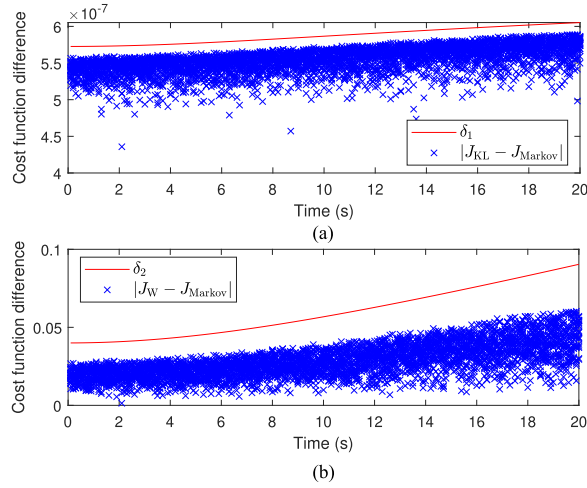 ×10⁻⁷
(a)
6
5.5
5
4.5
4
Cost function difference
δ₁
|J_KL − J_Markov|
0 2 4 6 8 10 12 14 16 18 20
Time (s)
(a)
0.1
0.05
0
Cost function difference
δ₂
|J_W − J_Markov|
0 2 4 6 8 10 12 14 16 18 20
Time (s)
(b)